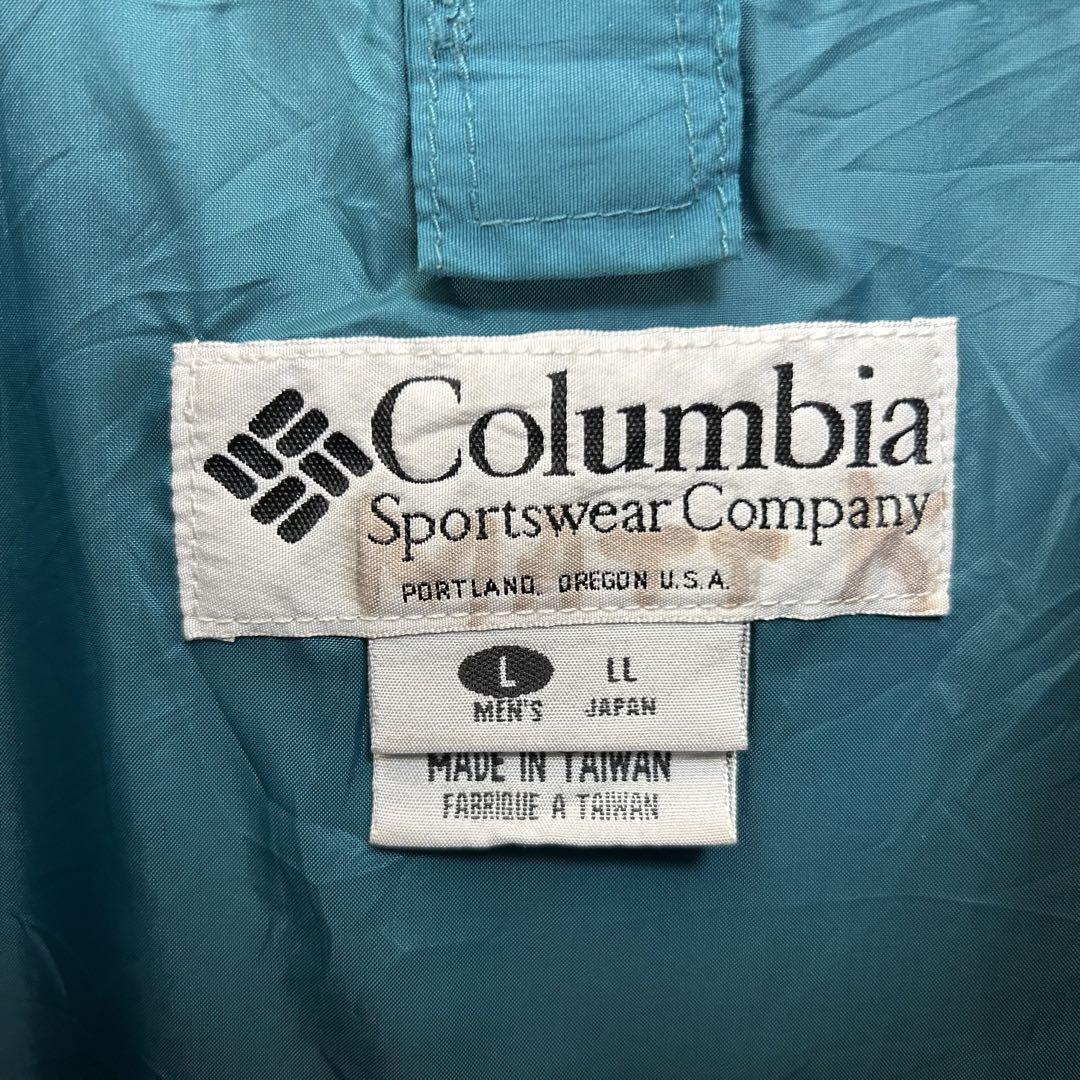 Columbia
Sportswear Company
PORTLAND, OREGON U.S.A.
L LL
MEN'S JAPAN
MADE IN TAIWAN
FABRIQUE A TAIWAN